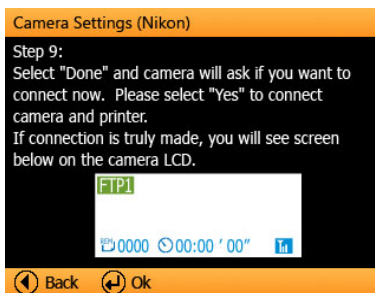 Camera Settings (Nikon)
Step 9:
Select "Done" and camera will ask if you want to
connect now. Please select "Yes" to connect
camera and printer.
If connection is truly made, you will see screen
below on the camera LCD.
FTP1
REM 0000 00:00 ' 00"
Back Ok